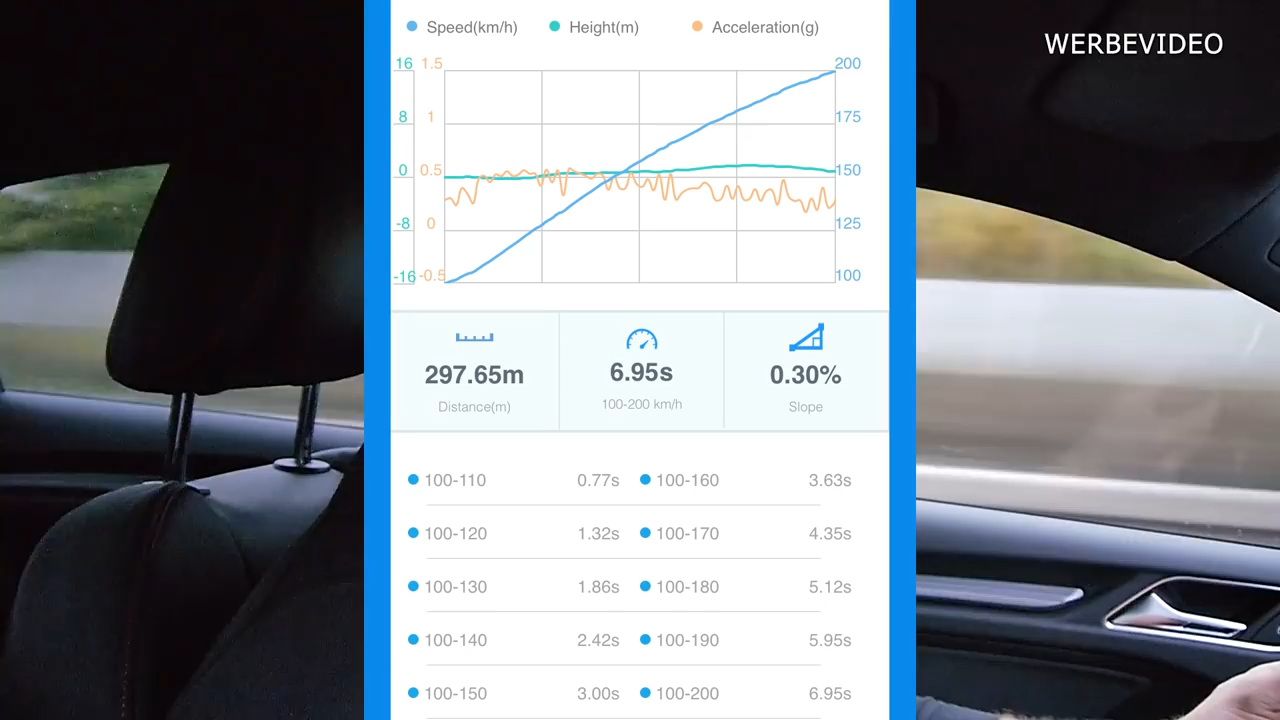 Speed(km/h) Height(m) Acceleration(g)
WERBEVIDEO
16 1.5 200
8 1 175
0 0.5 150
-8 0 125
-16 -0.5 100
297.65m 6.95s 0.30%
Distance(m) 100-200 km/h Slope
100-110 0.77s 100-160 3.63s
100-120 1.32s 100-170 4.35s
100-130 1.86s 100-180 5.12s
100-140 2.42s 100-190 5.95s
100-150 3.00s 100-200 6.95s